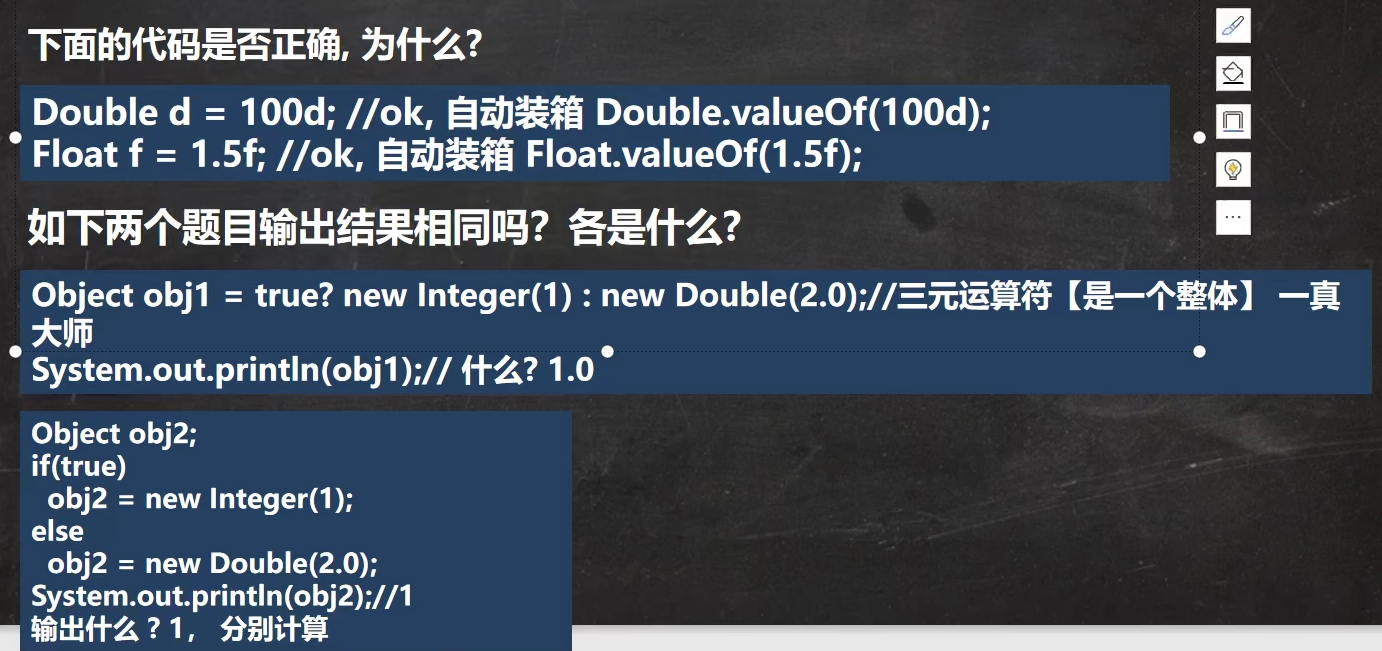 下面的代码是否正确, 为什么?
Double d = 100d; //ok, 自动装箱 Double.valueOf(100d);
Float f = 1.5f; //ok, 自动装箱 Float.valueOf(1.5f);
如下两个题目输出结果相同吗？各是什么?
Object obj1 = true? new Integer(1) : new Double(2.0);//三元运算符【是一个整体】 一真
大师
System.out.println(obj1);// 什么? 1.0
Object obj2;
if(true)
obj2 = new Integer(1);
else
obj2 = new Double(2.0);
System.out.println(obj2);//1
输出什么 ? 1， 分别计算